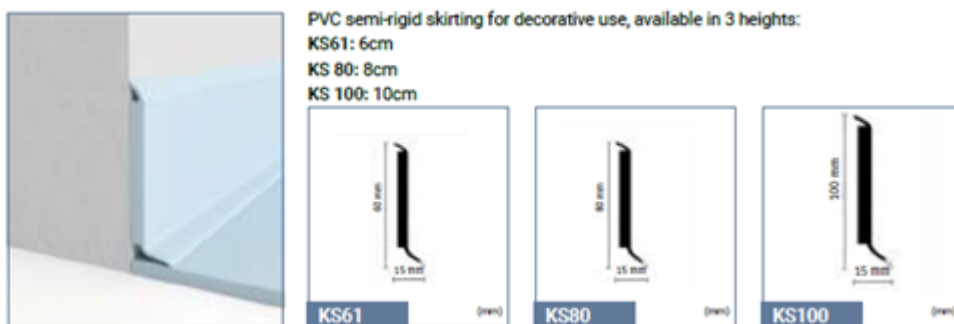 PVC semi-rigid skirting for decorative use, available in 3 heights:
KS61: 6cm
KS 80: 8cm
KS 100: 10cm
60 mm
15 mm
KS61
(mm)
80 mm
15 mm
KS80
(mm)
100 mm
15 mm
KS100
(mm)